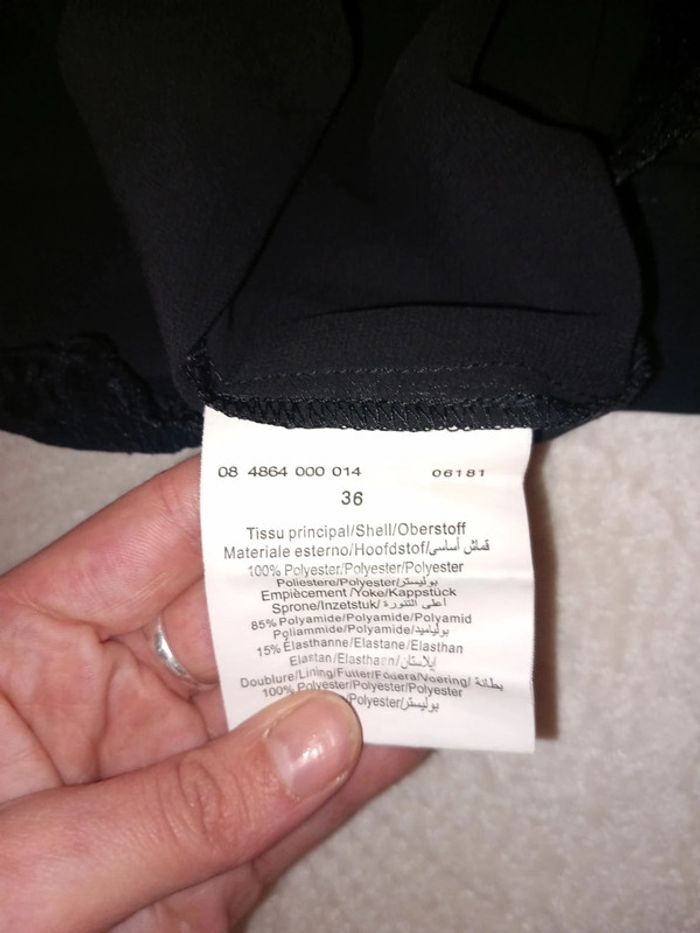 08 4864 000 014 06181
36
Tissu principal/Shell/Oberstoff
Materiale esterno/Hoofdstof/قماش أساسي
100% Polyester/Polyester/Polyester
Poliestere/Polyester/بوليستر
Empiècement/Yoke/Kappstück
Sprone/Inzetstuk/أعلى التنورة
85% Polyamide/Polyamide/Polyamid
Poliammide/Polyamide/بولياميد
15% Élasthanne/Elastane/Elasthan
Elastan/Elasthaan/إيلاستان
Doublure/Lining/Futter/Fodera/Voering/بطانة
100% Polyester/Polyester/Polyester
/Polyester/بوليستر